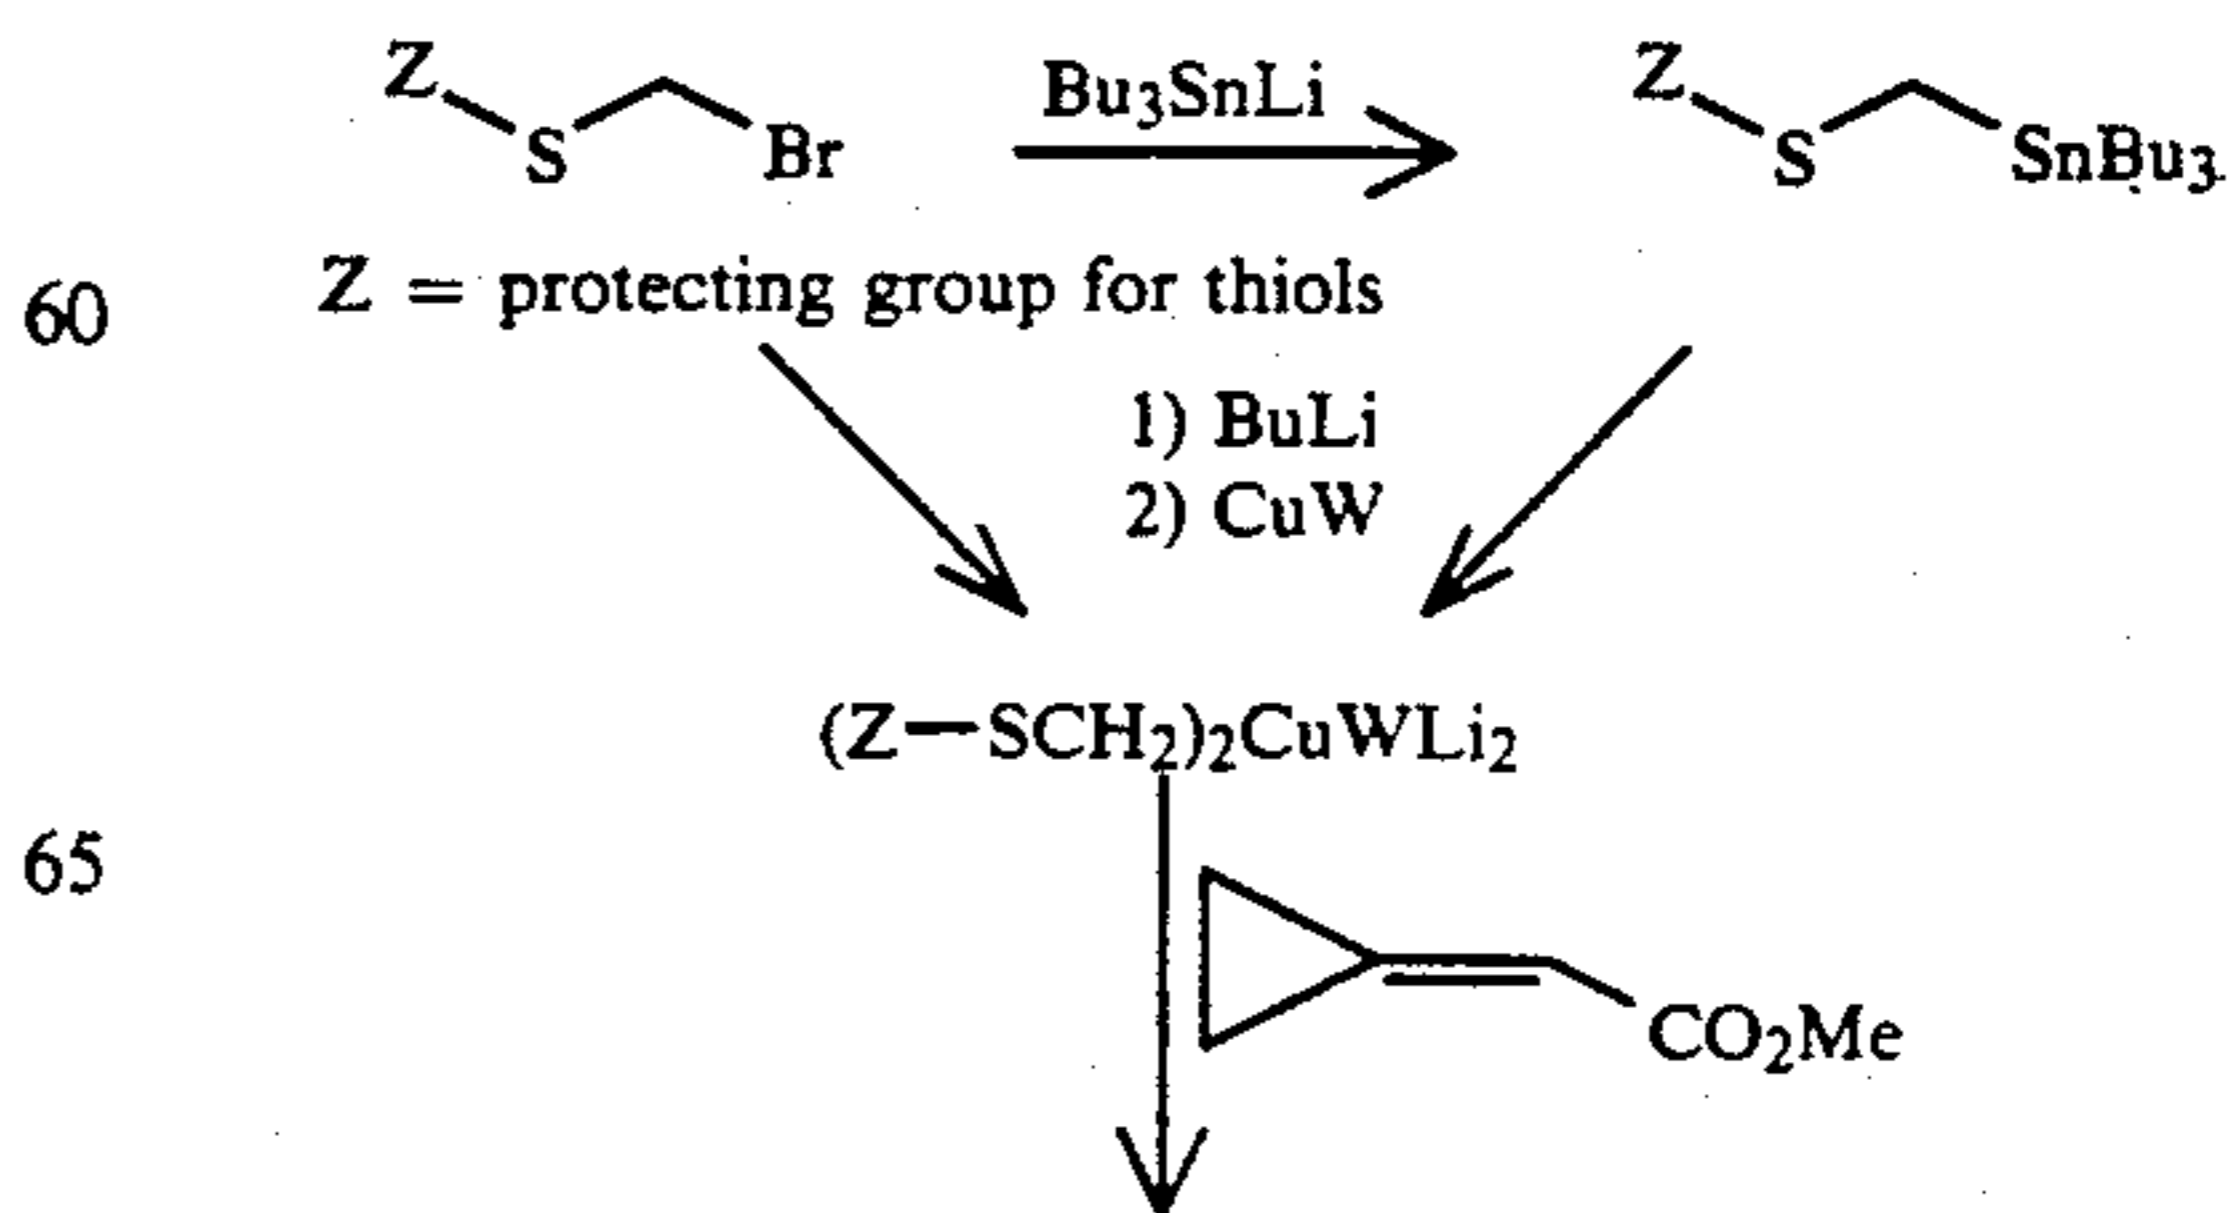 Z S Br Bu3SnLi Z S SnBu3
60 Z = protecting group for thiols
1) BuLi
2) CuW
(Z—SCH2)2CuWLi2
65
CO2Me